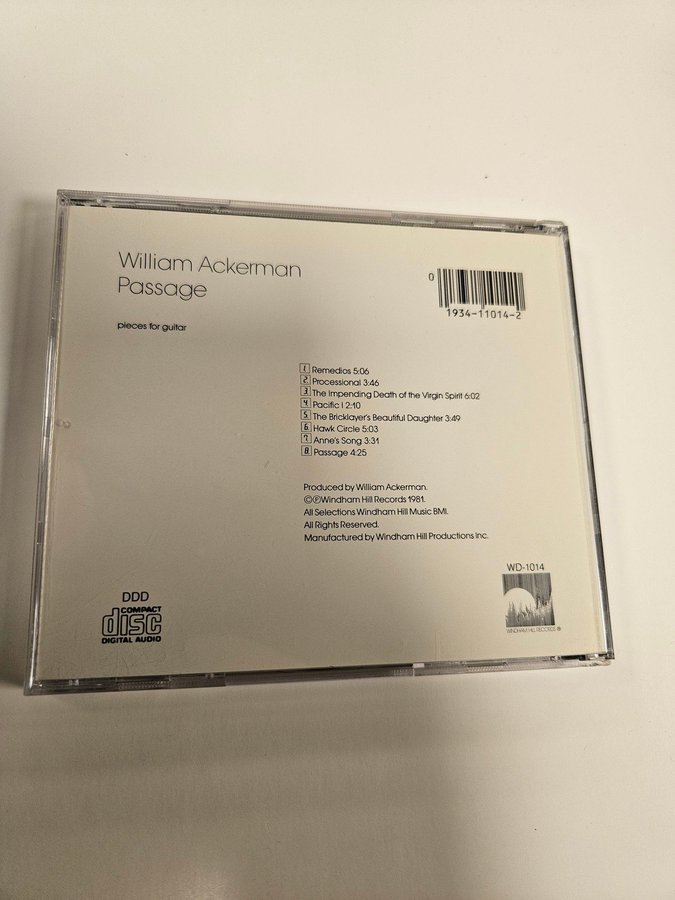 William Ackerman
Passage
pieces for guitar
0
1934-11014-2
1 Remedios 5:06
2 Processional 3:46
3 The Impending Death of the Virgin Spirit 6:02
4 Pacific I 2:10
5 The Bricklayer's Beautiful Daughter 3:49
6 Hawk Circle 5:03
7 Anne's Song 3:31
8 Passage 4:25
Produced by William Ackerman.
©℗Windham Hill Records 1981.
All Selections Windham Hill Music BMI.
All Rights Reserved.
Manufactured by Windham Hill Productions Inc.
DDD
COMPACT
disc
DIGITAL AUDIO
WD-1014
WINDHAM HILL RECORDS ®